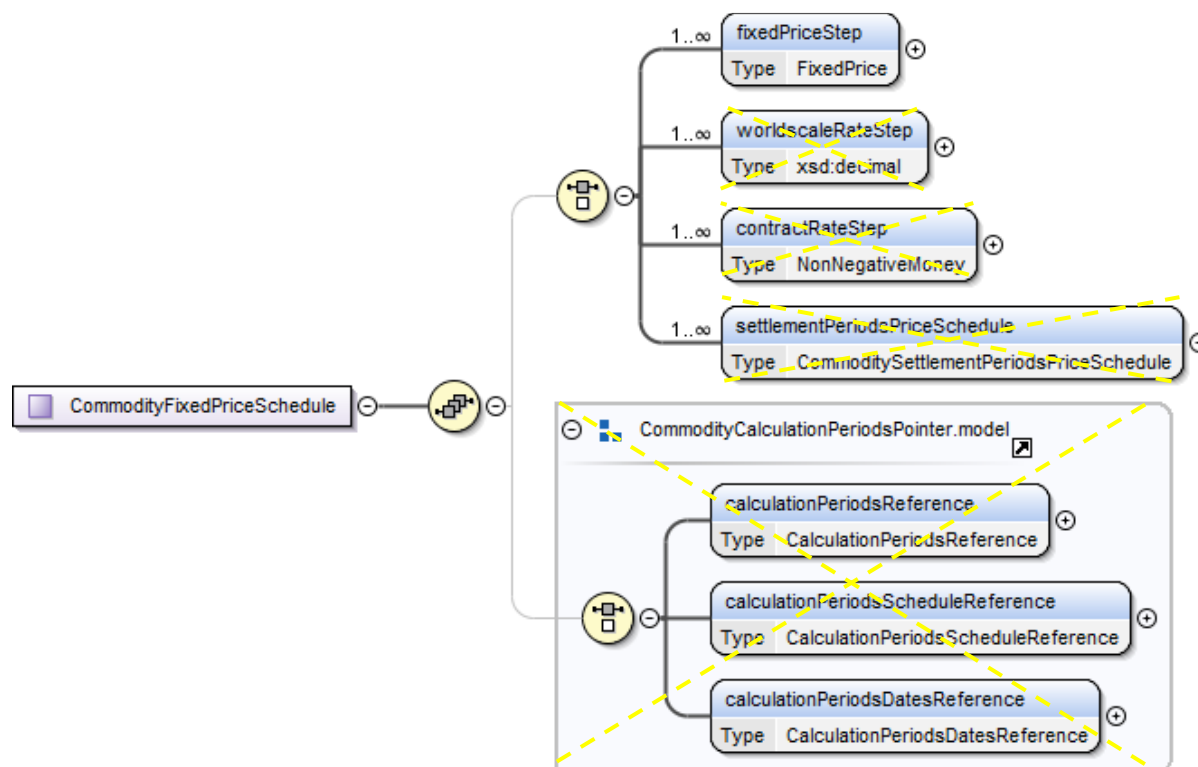 1..∞
fixedPriceStep
Type FixedPrice
1..∞
worldscaleRateStep
Type xsd:decimal
1..∞
contractRateStep
Type NonNegativeMoney
1..∞
settlementPeriodsPriceSchedule
Type CommoditySettlementPeriodsPriceSchedule
CommodityFixedPriceSchedule
CommodityCalculationPeriodsPointer.model
calculationPeriodsReference
Type CalculationPeriodsReference
calculationPeriodsScheduleReference
Type CalculationPeriodsScheduleReference
calculationPeriodsDatesReference
Type CalculationPeriodsDatesReference